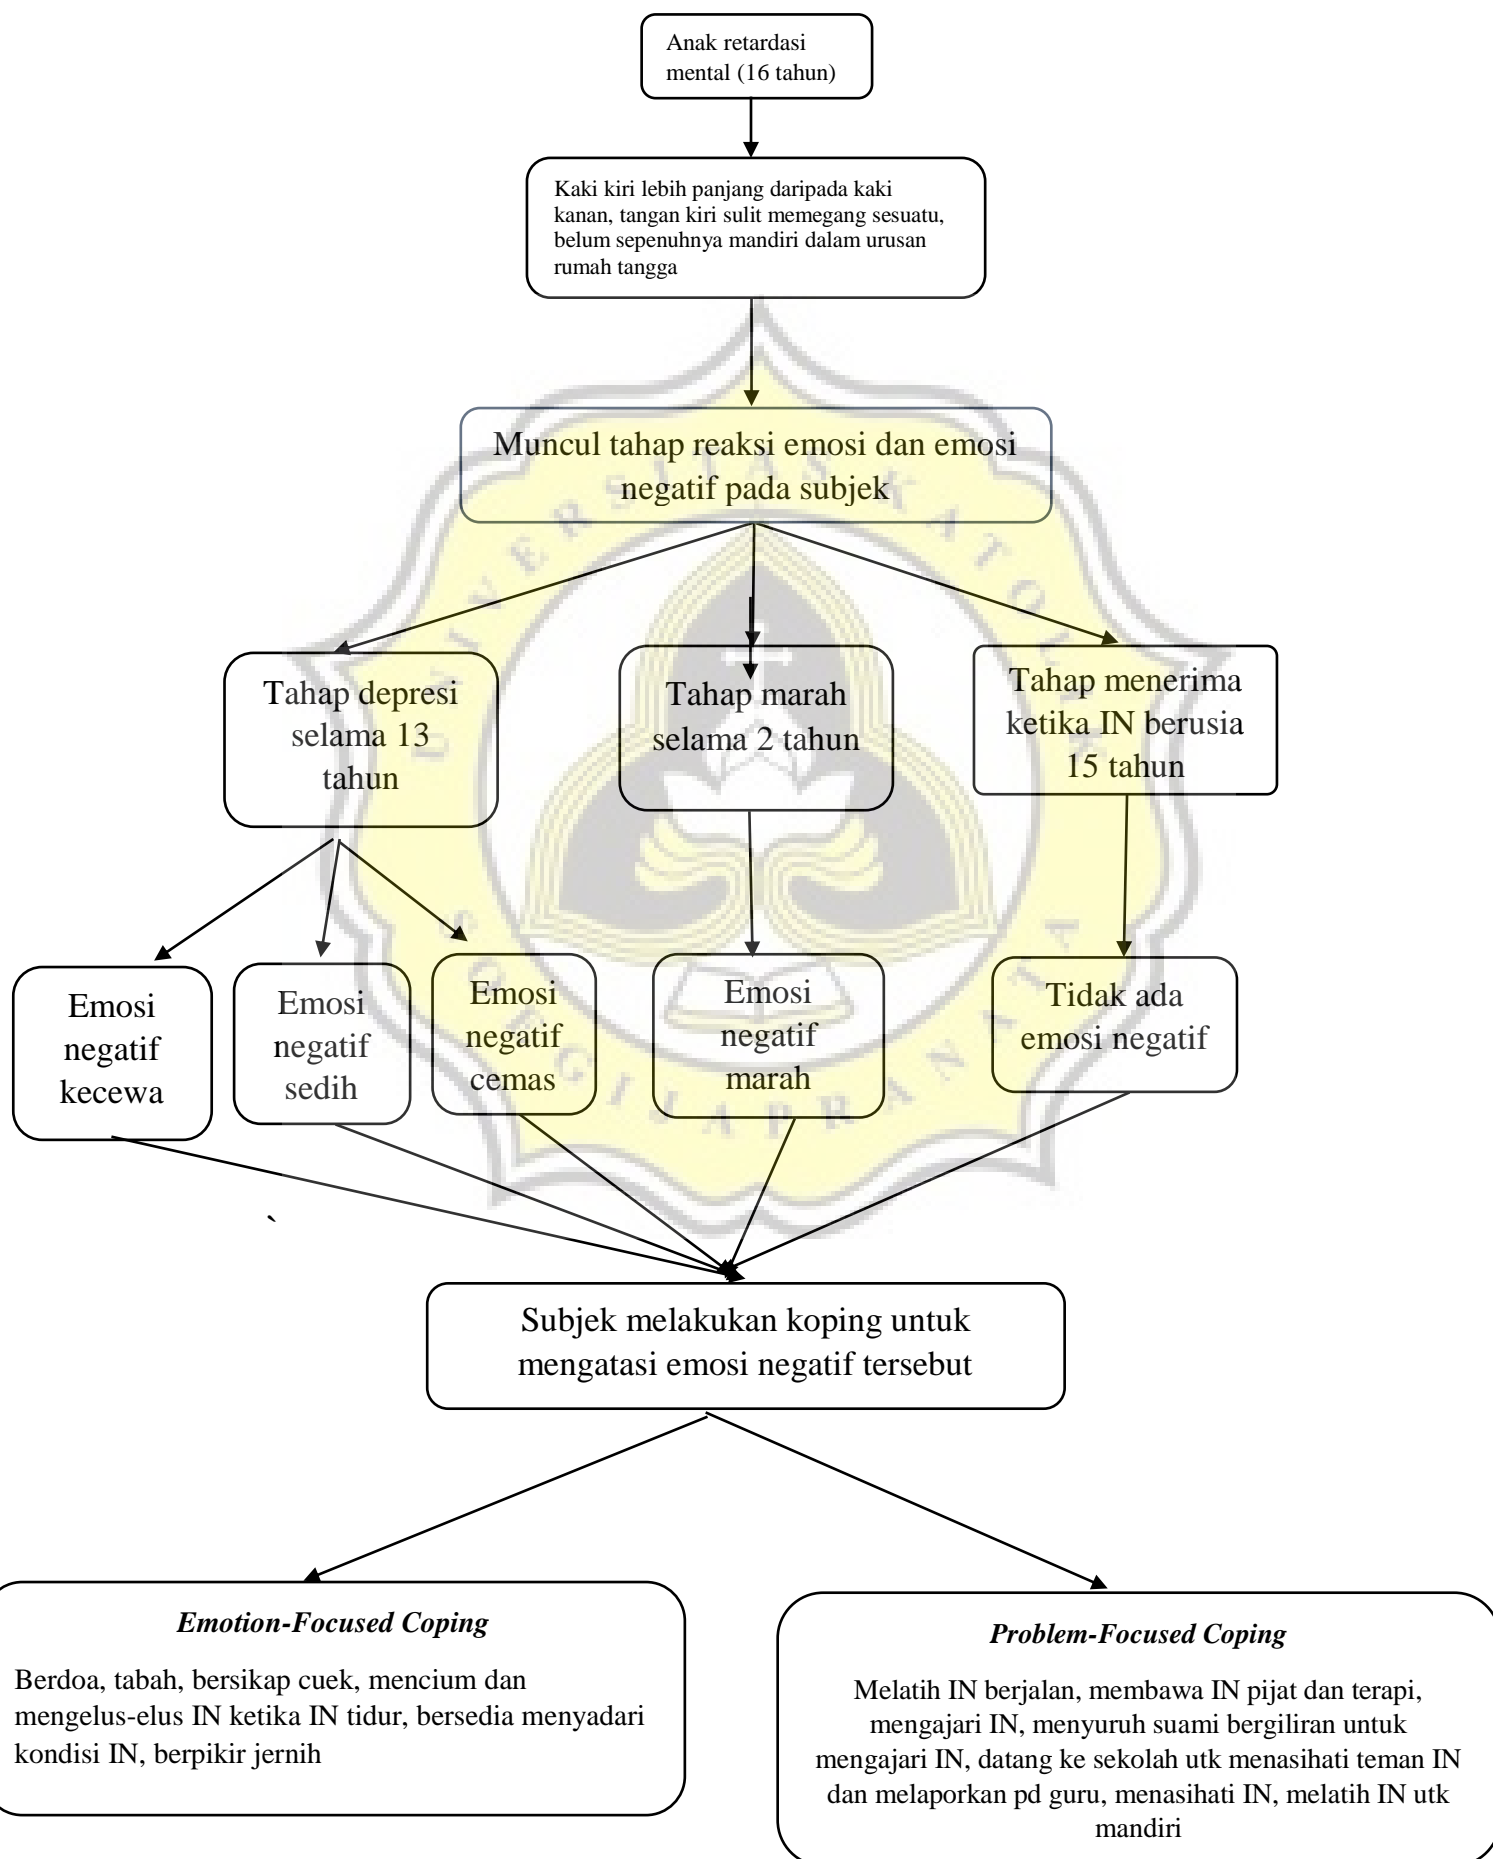 Anak retardasi
mental (16 tahun)
Kaki kiri lebih panjang daripada kaki
kanan, tangan kiri sulit memegang sesuatu,
belum sepenuhnya mandiri dalam urusan
rumah tangga
Muncul tahap reaksi emosi dan emosi
negatif pada subjek
UNIVERSITAS KATOLIK
Tahap depresi
selama 13
tahun
Tahap marah
selama 2 tahun
Tahap menerima
ketika IN berusia
15 tahun
Emosi
negatif
kecewa
Emosi
negatif
sedih
Emosi
negatif
cemas
Emosi
negatif
marah
Tidak ada
emosi negatif
SOEGIJAPRANATA
`
Subjek melakukan koping untuk
mengatasi emosi negatif tersebut
Emotion-Focused Coping
Berdoa, tabah, bersikap cuek, mencium dan
mengelus-elus IN ketika IN tidur, bersedia menyadari
kondisi IN, berpikir jernih
Problem-Focused Coping
Melatih IN berjalan, membawa IN pijat dan terapi,
mengajari IN, menyuruh suami bergiliran untuk
mengajari IN, datang ke sekolah utk menasihati teman IN
dan melaporkan pd guru, menasihati IN, melatih IN utk
mandiri